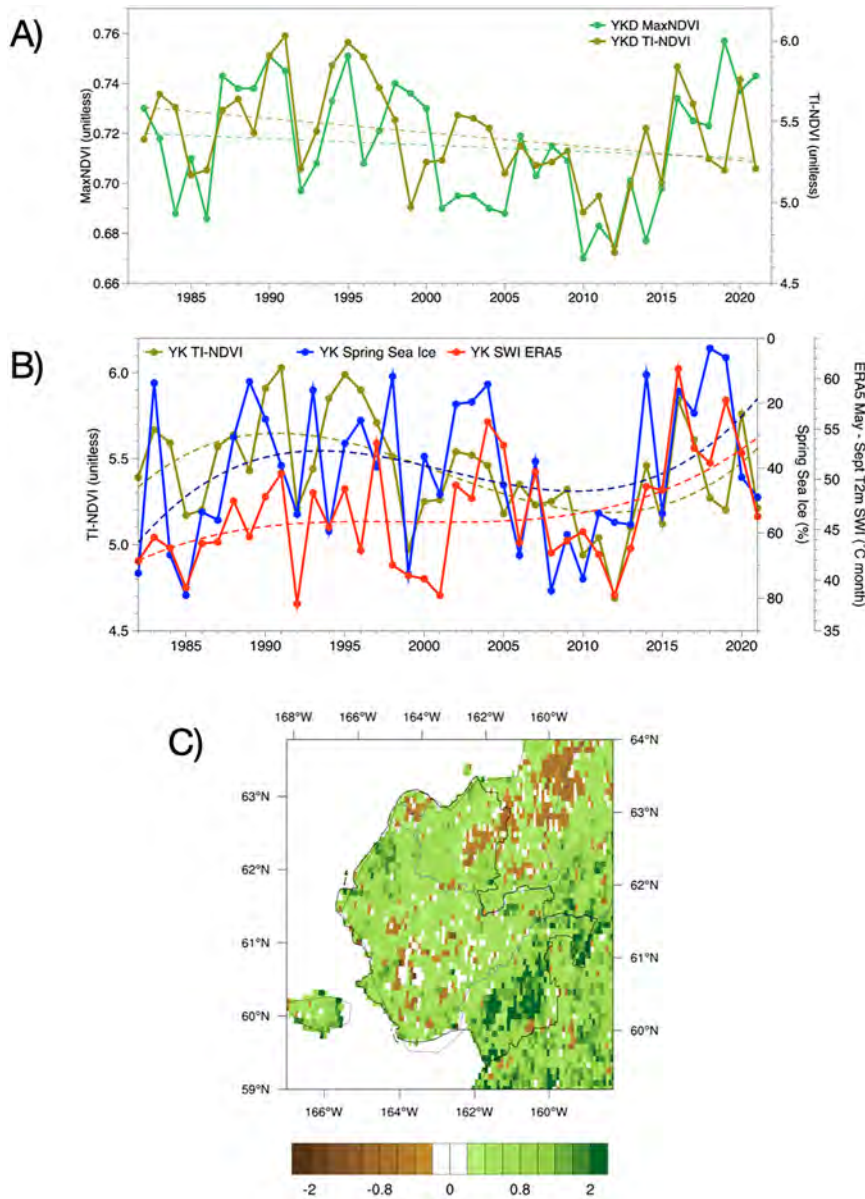 A)
YKD MaxNDVI
YKD TI-NDVI
0.76
0.74
0.72
0.70
0.68
0.66
MaxNDVI (unitless)
6.0
5.5
5.0
4.5
TI-NDVI (unitless)
1985 1990 1995 2000 2005 2010 2015 2020
B)
YK TI-NDVI YK Spring Sea Ice YK SWI ERA5
6.0
5.5
5.0
4.5
TI-NDVI (unitless)
0
20
40
60
80
Spring Sea Ice (%)
60
55
50
45
40
35
ERA5 May - Sept T2m SWI (°C month)
1985 1990 1995 2000 2005 2010 2015 2020
C)
168°W 166°W 164°W 162°W 160°W
64°N
63°N 63°N
62°N 62°N
61°N 61°N
60°N 60°N
59°N
166°W 164°W 162°W 160°W
-2 -0.8 0 0.8 2